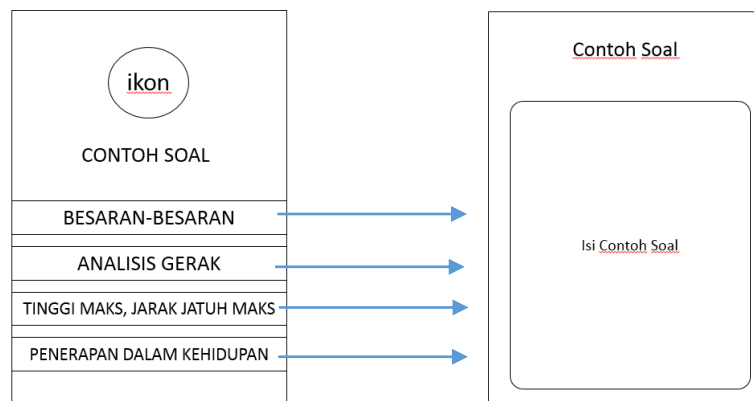 ikon
CONTOH SOAL
BESARAN-BESARAN
ANALISIS GERAK
TINGGI MAKS, JARAK JATUH MAKS
PENERAPAN DALAM KEHIDUPAN
Contoh Soal
Isi Contoh Soal